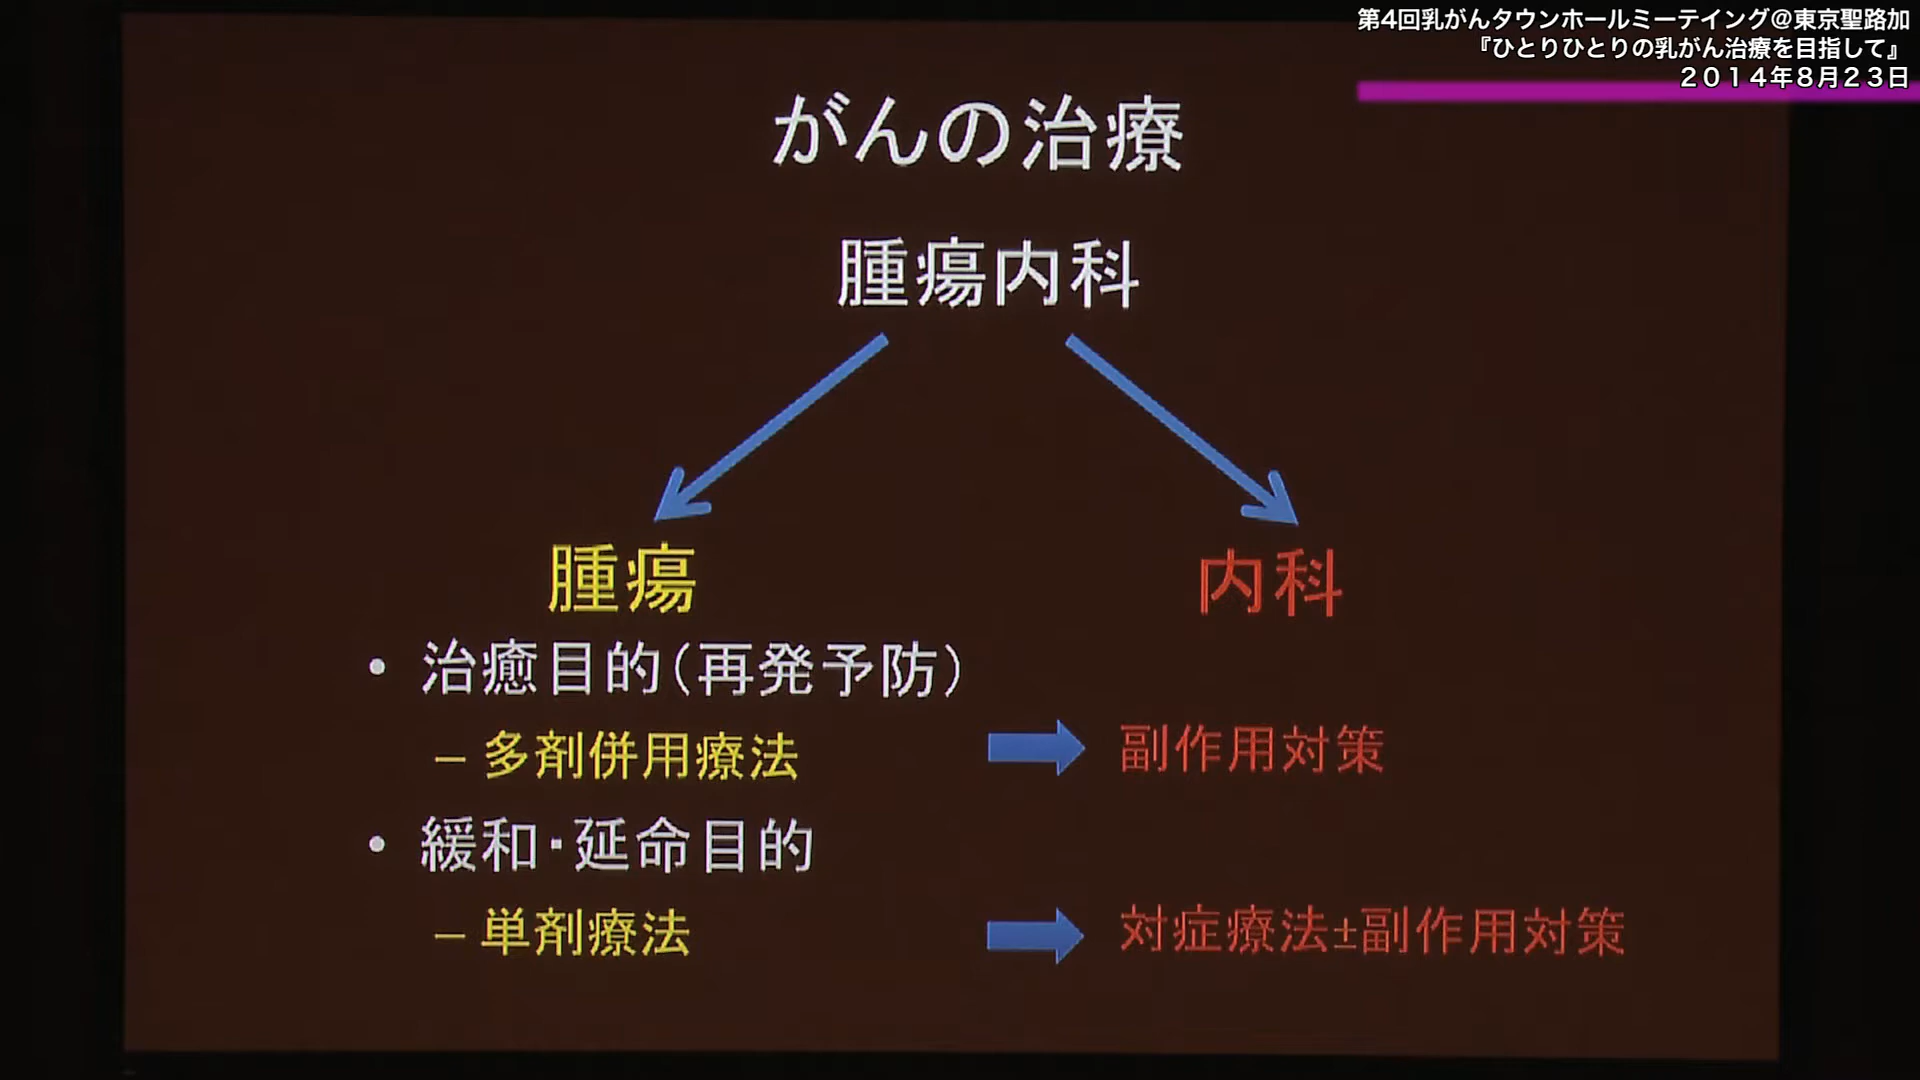 第4回乳がんタウンホールミーテイング@東京聖路加
『ひとりひとりの乳がん治療を目指して』
２０１４年８月２３日
がんの治療
腫瘍内科
腫瘍
内科
• 治癒目的（再発予防）
– 多剤併用療法
副作用対策
• 緩和・延命目的
– 単剤療法
対症療法±副作用対策